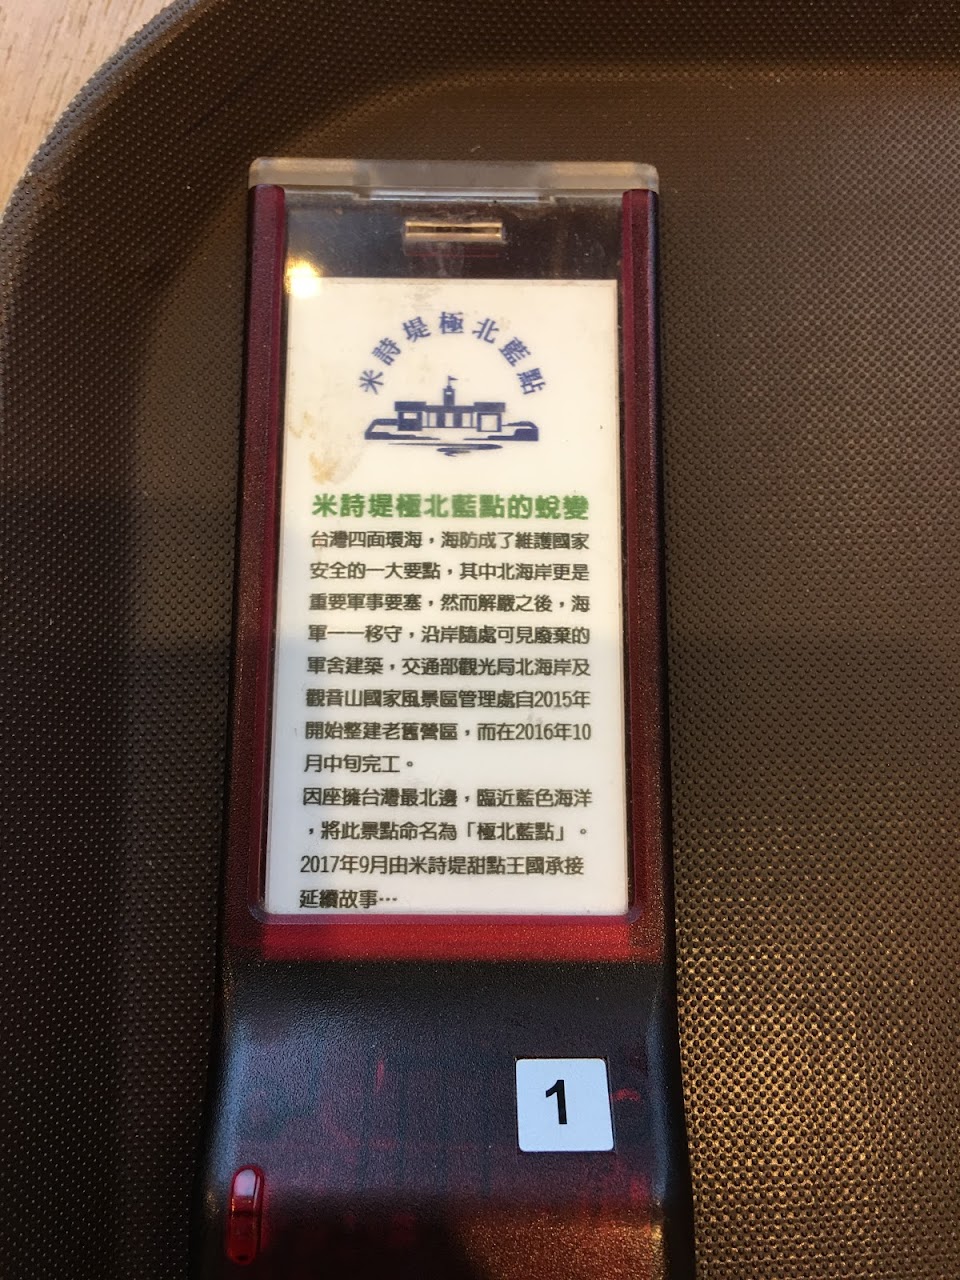 米詩堤極北藍點
米詩堤極北藍點的蛻變
台灣四面環海，海防成了維護國家
安全的一大要點，其中北海岸更是
重要軍事要塞，然而解嚴之後，海
軍一一移守，沿岸隨處可見廢棄的
軍舍建築，交通部觀光局北海岸及
觀音山國家風景區管理處自2015年
開始整建老舊營區，而在2016年10
月中旬完工。
因座擁台灣最北邊，臨近藍色海洋
，將此景點命名為「極北藍點」。
2017年9月由米詩堤甜點王國承接
延續故事…
1